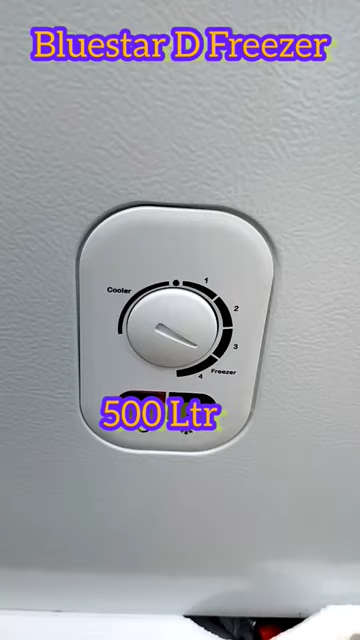 Bluestar D Freezer
1
Cooler
2
3
Freezer
4
500 Ltr